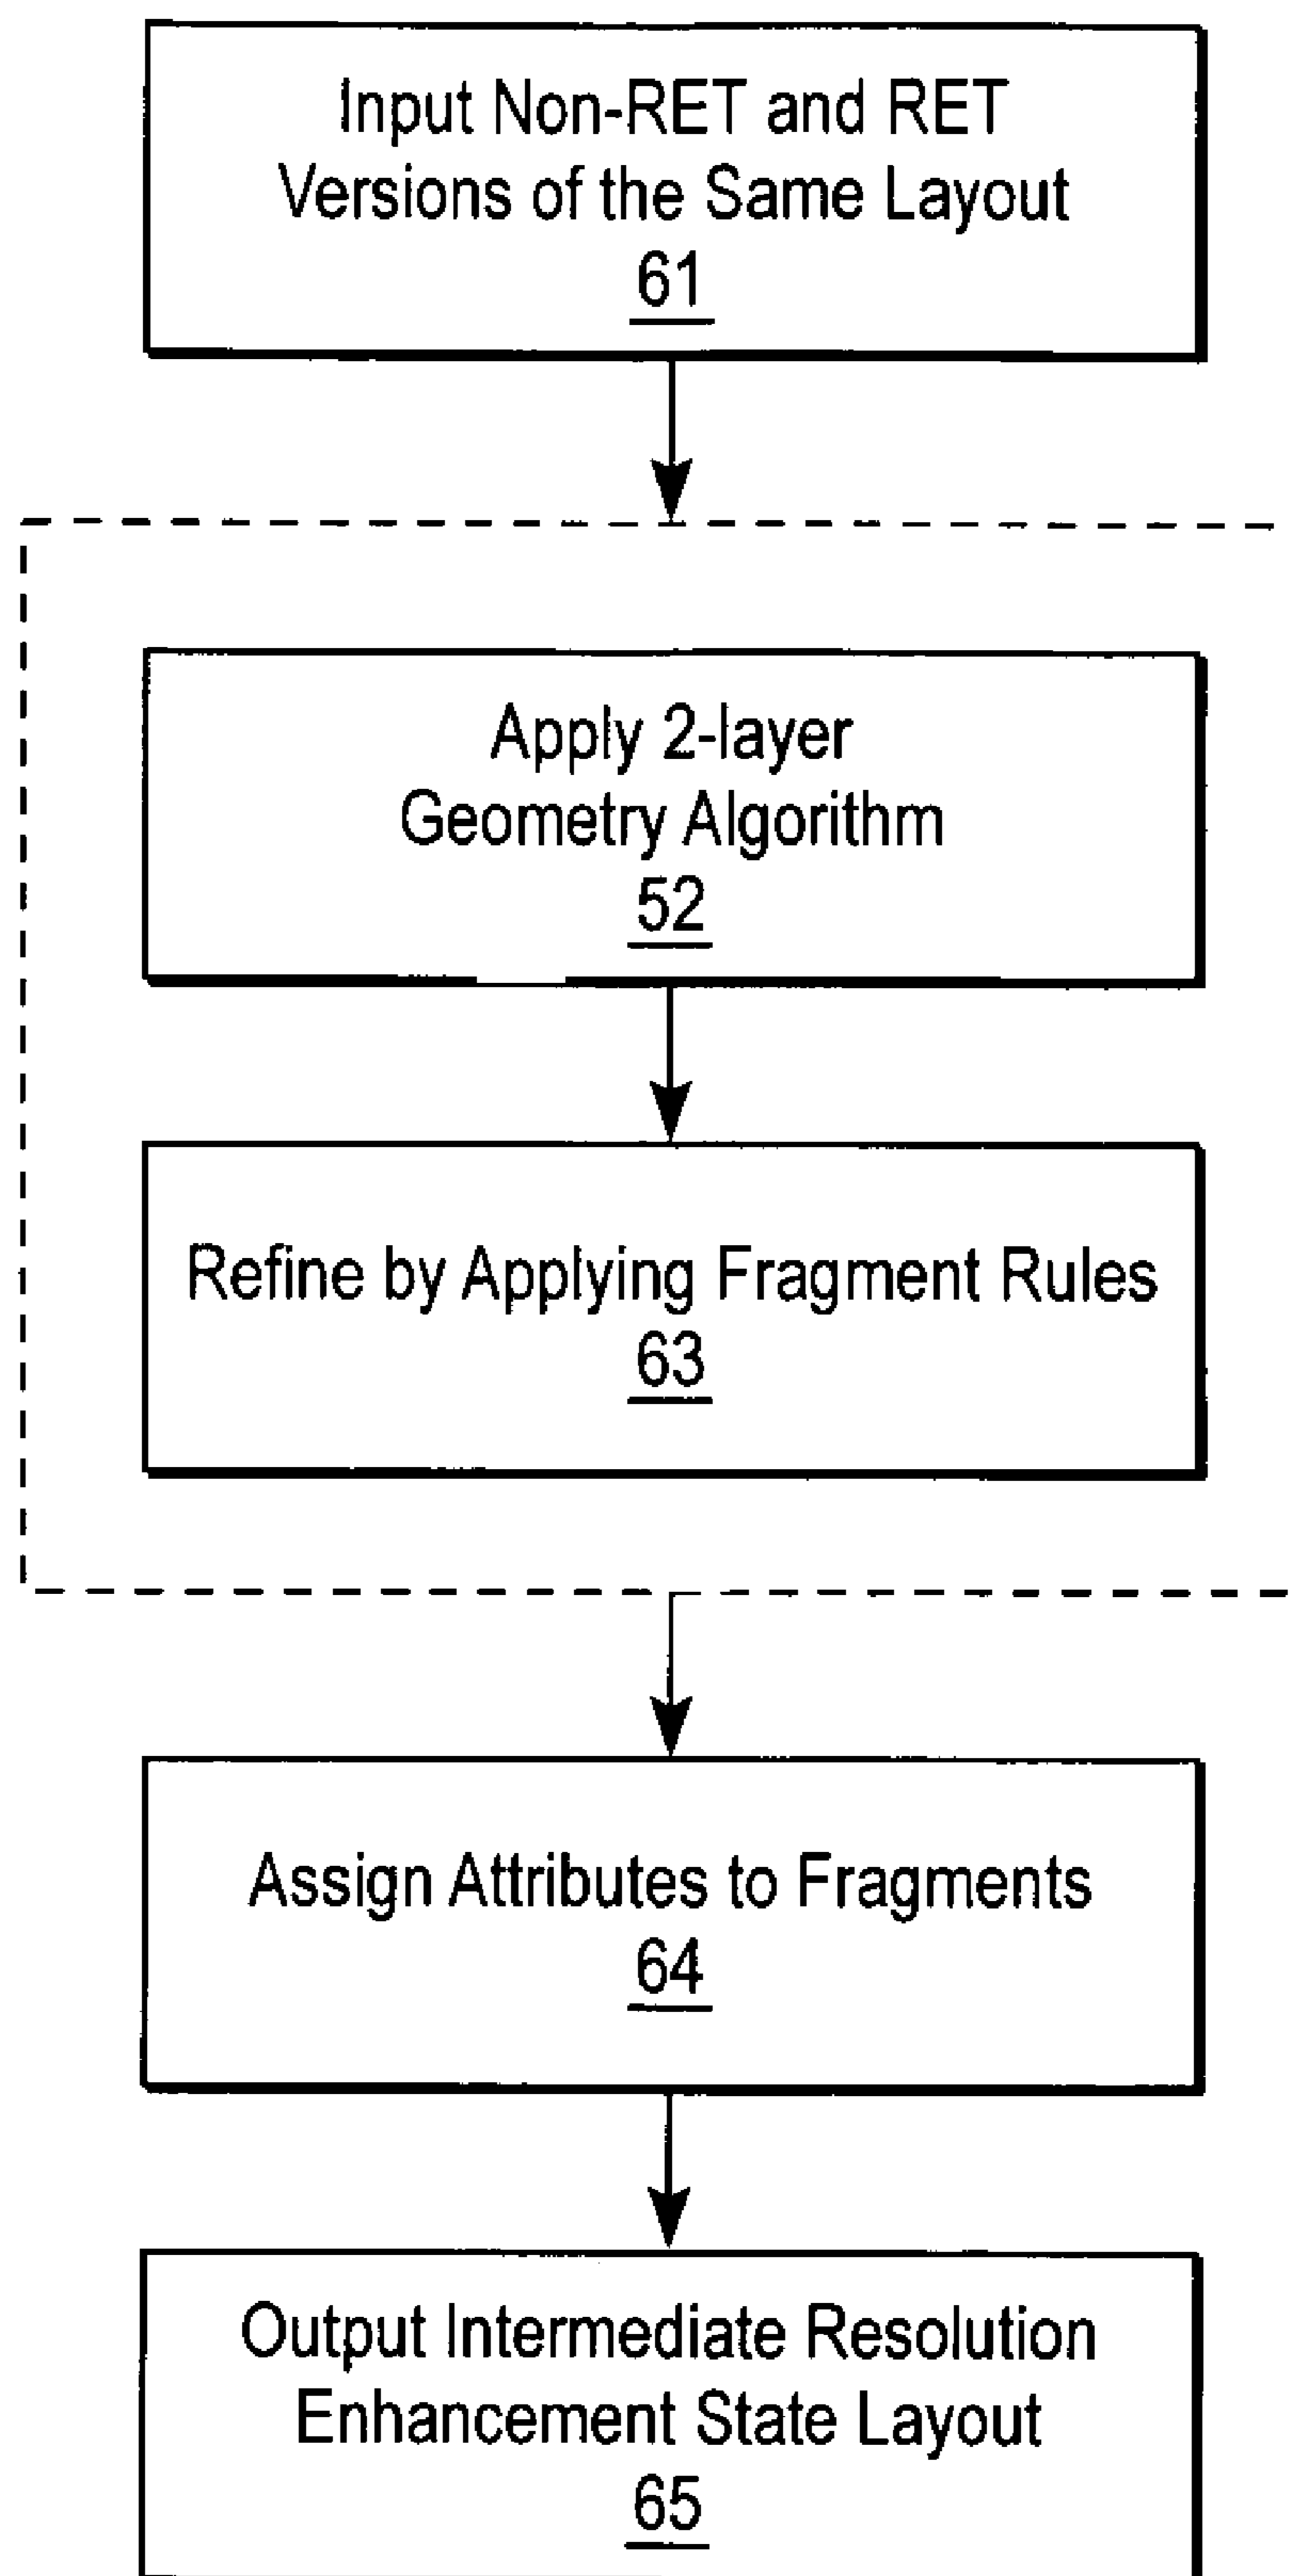 Input Non-RET and RET
Versions of the Same Layout
61
Apply 2-layer
Geometry Algorithm
52
Refine by Applying Fragment Rules
63
Assign Attributes to Fragments
64
Output Intermediate Resolution
Enhancement State Layout
65